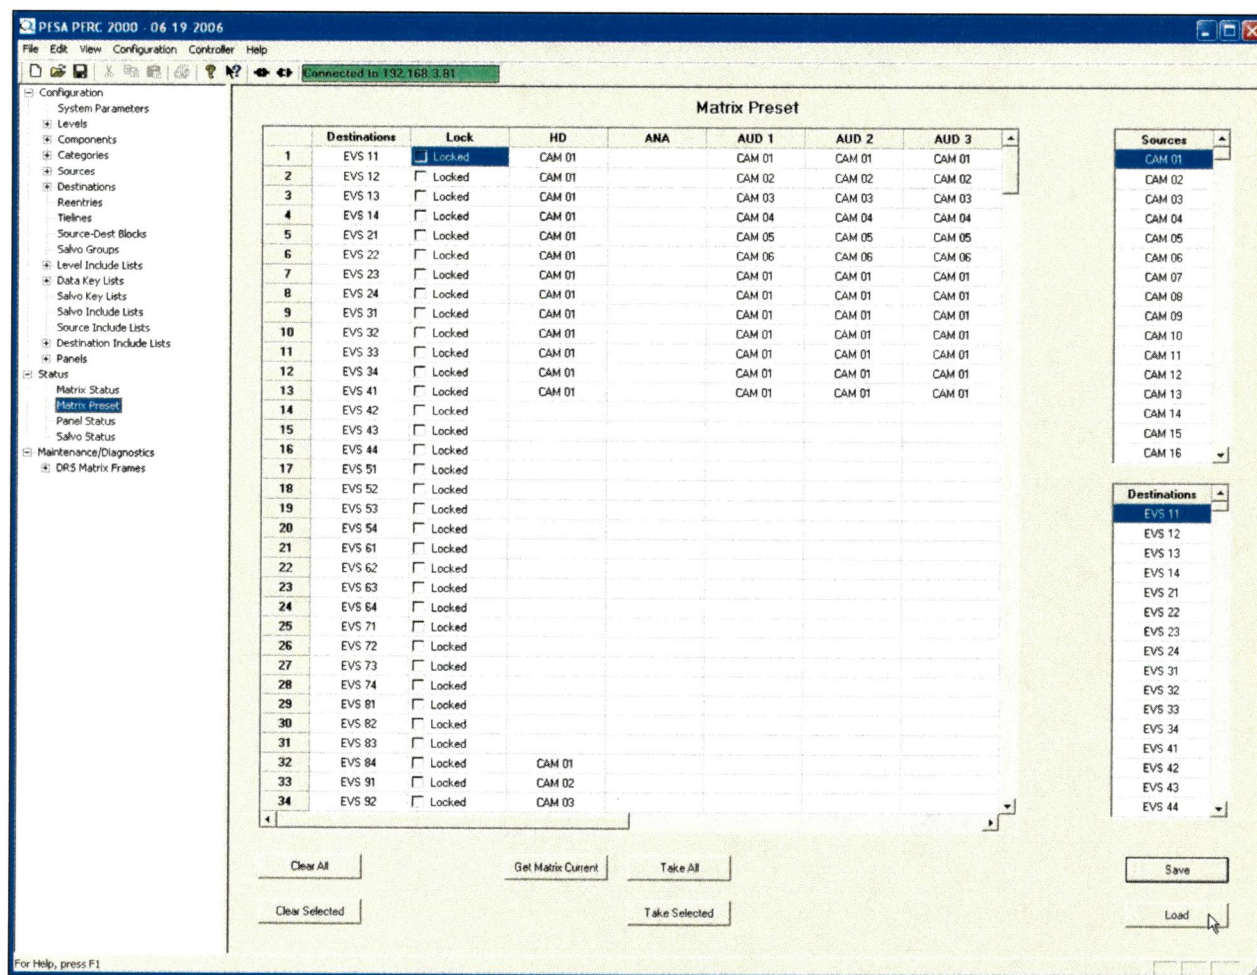 PESA PERC 2000 - 06-19-2006
File Edit View Configuration Controller Help
Connected to 192.168.3.81
Configuration
System Parameters
Levels
Components
Categories
Sources
Destinations
Reentries
Tielines
Source-Dest Blocks
Salvo Groups
Level Include Lists
Data Key Lists
Salvo Key Lists
Salvo Include Lists
Source Include Lists
Destination Include Lists
Panels
Status
Matrix Status
Matrix Preset
Panel Status
Salvo Status
Maintenance/Diagnostics
DRS Matrix Frames
Matrix Preset
Destinations Lock HD ANA AUD 1 AUD 2 AUD 3
1 EVS 11 Locked CAM 01 CAM 01 CAM 01 CAM 01
2 EVS 12 Locked CAM 01 CAM 02 CAM 02 CAM 02
3 EVS 13 Locked CAM 01 CAM 03 CAM 03 CAM 03
4 EVS 14 Locked CAM 01 CAM 04 CAM 04 CAM 04
5 EVS 21 Locked CAM 01 CAM 05 CAM 05 CAM 05
6 EVS 22 Locked CAM 01 CAM 06 CAM 06 CAM 06
7 EVS 23 Locked CAM 01 CAM 01 CAM 01 CAM 01
8 EVS 24 Locked CAM 01 CAM 01 CAM 01 CAM 01
9 EVS 31 Locked CAM 01 CAM 01 CAM 01 CAM 01
10 EVS 32 Locked CAM 01 CAM 01 CAM 01 CAM 01
11 EVS 33 Locked CAM 01 CAM 01 CAM 01 CAM 01
12 EVS 34 Locked CAM 01 CAM 01 CAM 01 CAM 01
13 EVS 41 Locked CAM 01 CAM 01 CAM 01 CAM 01
14 EVS 42 Locked
15 EVS 43 Locked
16 EVS 44 Locked
17 EVS 51 Locked
18 EVS 52 Locked
19 EVS 53 Locked
20 EVS 54 Locked
21 EVS 61 Locked
22 EVS 62 Locked
23 EVS 63 Locked
24 EVS 64 Locked
25 EVS 71 Locked
26 EVS 72 Locked
27 EVS 73 Locked
28 EVS 74 Locked
29 EVS 81 Locked
30 EVS 82 Locked
31 EVS 83 Locked
32 EVS 84 Locked CAM 01
33 EVS 91 Locked CAM 02
34 EVS 92 Locked CAM 03
Sources
CAM 01
CAM 02
CAM 03
CAM 04
CAM 05
CAM 06
CAM 07
CAM 08
CAM 09
CAM 10
CAM 11
CAM 12
CAM 13
CAM 14
CAM 15
CAM 16
Destinations
EVS 11
EVS 12
EVS 13
EVS 14
EVS 21
EVS 22
EVS 23
EVS 24
EVS 31
EVS 32
EVS 33
EVS 34
EVS 41
EVS 42
EVS 43
EVS 44
Clear All Get Matrix Current Take All Save
Clear Selected Take Selected Load
For Help, press F1